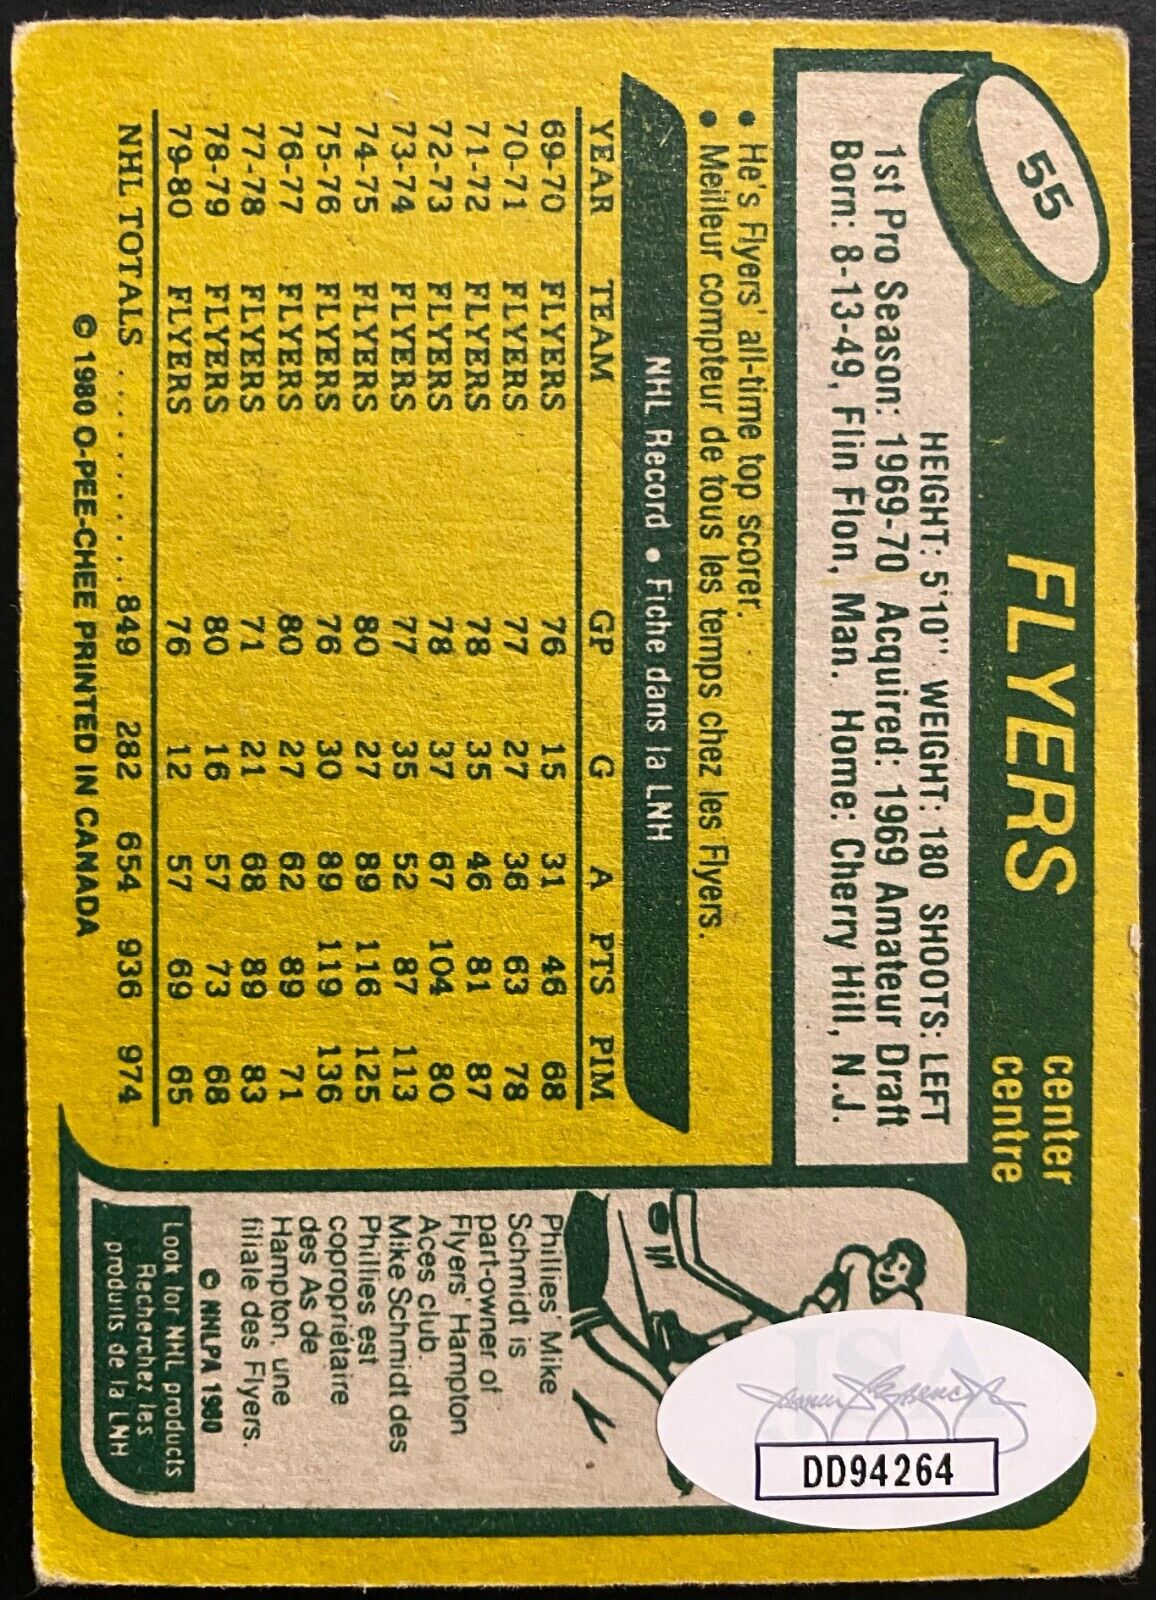 55
FLYERS
center
centre
HEIGHT: 5'10" WEIGHT: 180 SHOOTS: LEFT
1st Pro Season: 1969-70 Acquired: 1969 Amateur Draft
Born: 8-13-49, Flin Flon, Man. Home: Cherry Hill, N.J.
• He's Flyers' all-time top scorer.
• Meilleur compteur de tous les temps chez les Flyers.
NHL Record • Fiche dans la LNH
YEAR TEAM GP G A PTS PIM
69-70 FLYERS 76 15 31 46 68
70-71 FLYERS 77 27 36 63 78
71-72 FLYERS 78 35 46 81 87
72-73 FLYERS 78 37 67 104 80
73-74 FLYERS 77 35 52 87 113
74-75 FLYERS 80 27 89 116 125
75-76 FLYERS 76 30 89 119 136
76-77 FLYERS 80 27 62 89 71
77-78 FLYERS 71 21 68 89 83
78-79 FLYERS 80 16 57 73 68
79-80 FLYERS 76 12 57 69 65
NHL TOTALS ..........849 282 654 936 974
© 1980 O-PEE-CHEE PRINTED IN CANADA
Phillies' Mike
Schmidt is
part-owner of
Flyers' Hampton
Aces club.
Mike Schmidt des
Phillies est
copropriétaire
des As de
Hampton, une
filiale des Flyers.
© NHLPA 1980
Look for NHL products
Recherchez les
produits de la LNH
JSA
DD94264